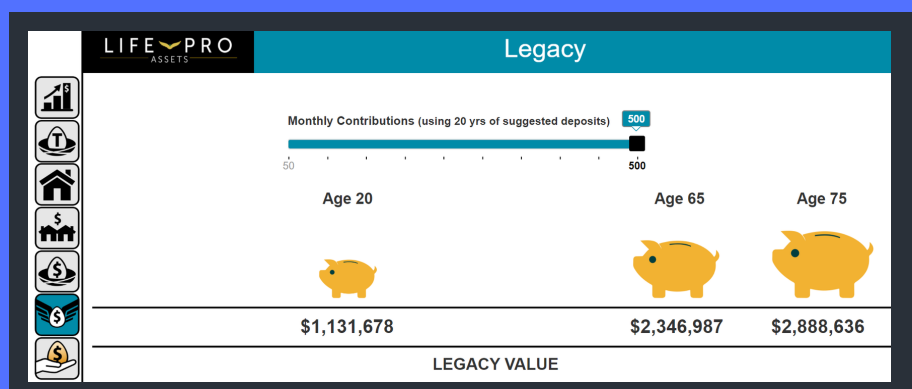 LIFE PRO
ASSETS
Legacy
$
Monthly Contributions (using 20 yrs of suggested deposits) 500
T
50 500
Age 20 Age 65 Age 75
$
$
$
$1,131,678 $2,346,987 $2,888,636
$
LEGACY VALUE